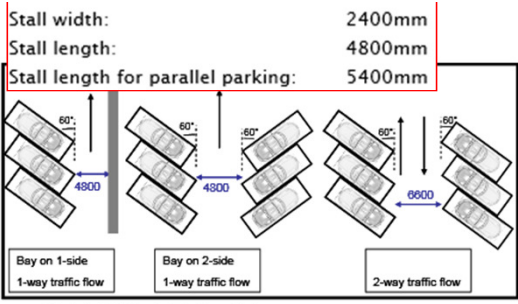 Stall width: 2400mm
Stall length: 4800mm
Stall length for parallel parking: 5400mm
60° 60° 60° 60° 60°
4800 4800 6600
Bay on 1-side
1-way traffic flow
Bay on 2-side
1-way traffic flow
2-way traffic flow